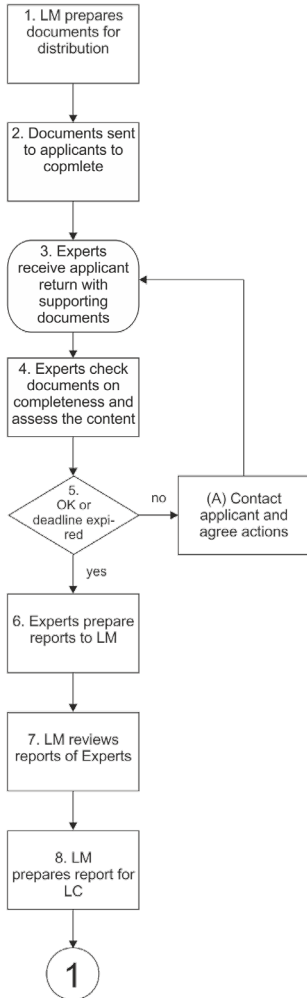 1. LM prepares
documents for
distribution
2. Documents sent
to applicants to
copmlete
3. Experts
receive applicant
return with
supporting
documents
4. Experts check
documents on
completeness and
assess the content
5.
OK or
deadline expi-
red
no
(A) Contact
applicant and
agree actions
yes
6. Experts prepare
reports to LM
7. LM reviews
reports of Experts
8. LM
prepares report for
LC
1